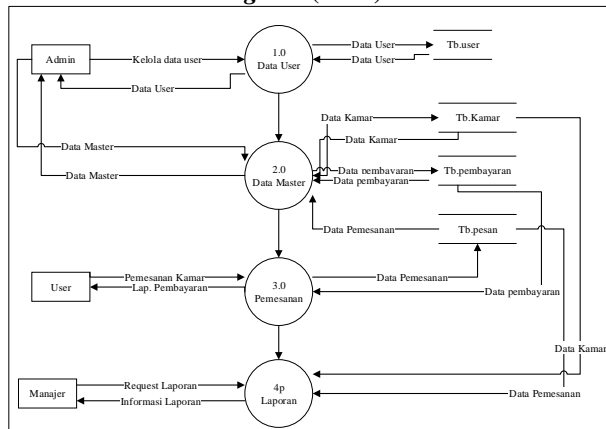 Admin
Kelola data user
Data User
1.0
Data User
Data User
Data User
Tb.user
Data Master
Data Master
2.0
Data Master
Data Kamar
Data Kamar
Tb.Kamar
Data pembayaran
Data pembayaran
Tb.pembayaran
Data Pemesanan
Tb.pesan
User
Pemesanan Kamar
Lap. Pembayaran
3.0
Pemesanan
Data Pemesanan
Data pembayaran
Data Kamar
Manajer
Request Laporan
Informasi Laporan
4p
Laporan
Data Pemesanan